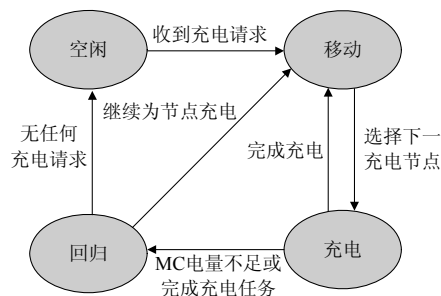 空闲
收到充电请求
移动
无任何
充电请求
继续为节点充电
完成充电
选择下一
充电节点
回归
MC电量不足或
完成充电任务
充电